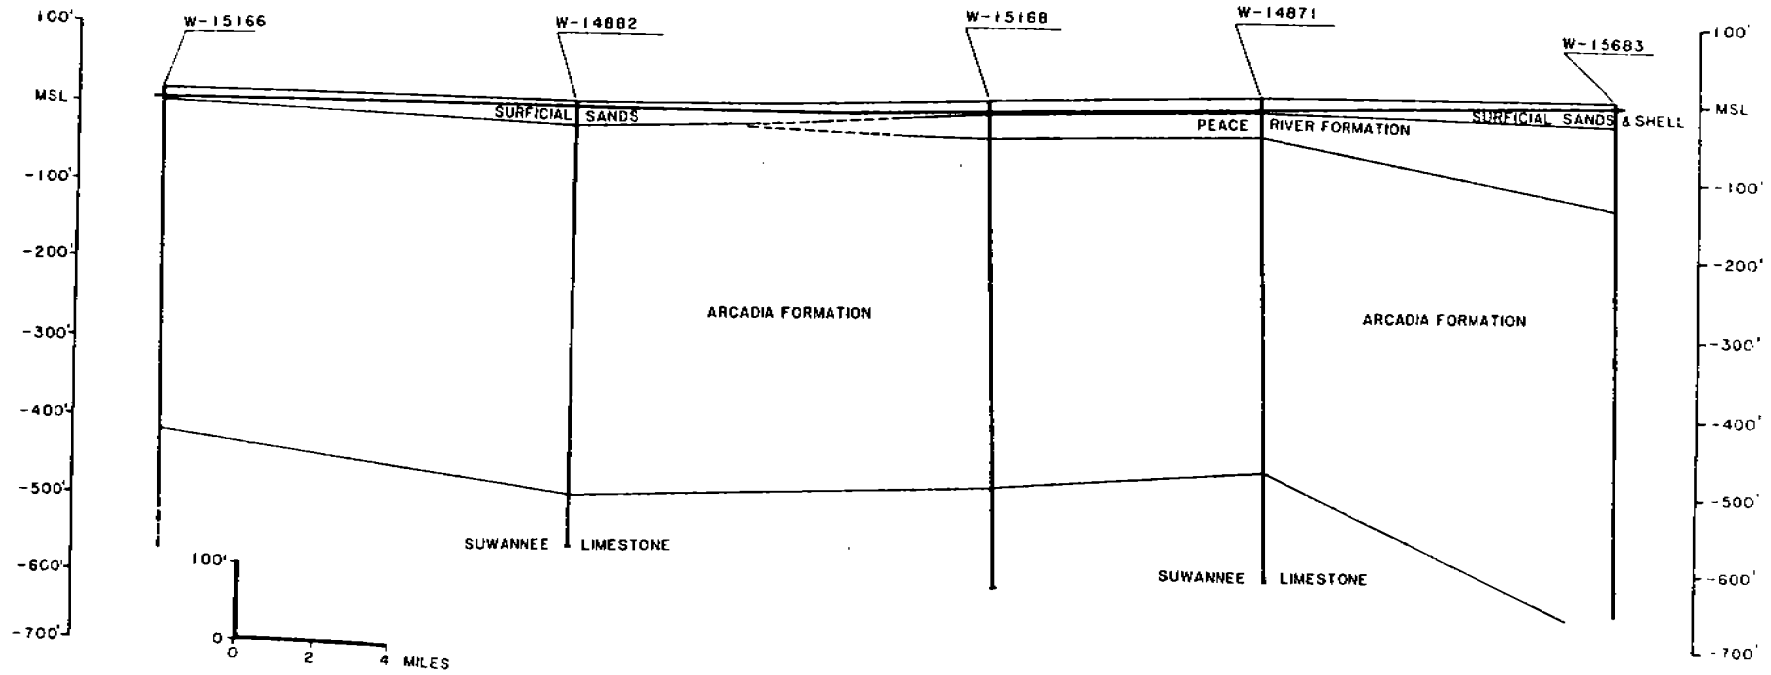 100'
W-15166
W-14882
W-15168
W-14871
W-15683
100'
MSL
MSL
SURFICIAL SANDS
PEACE RIVER FORMATION
SURFICIAL SANDS & SHELL
-100'
-100'
-200'
-200'
ARCADIA FORMATION
ARCADIA FORMATION
-300'
-300'
-400'
-400'
-500'
-500'
SUWANNEE LIMESTONE
SUWANNEE LIMESTONE
-600'
-600'
100'
0
0 2 4 MILES
-700'
-700'